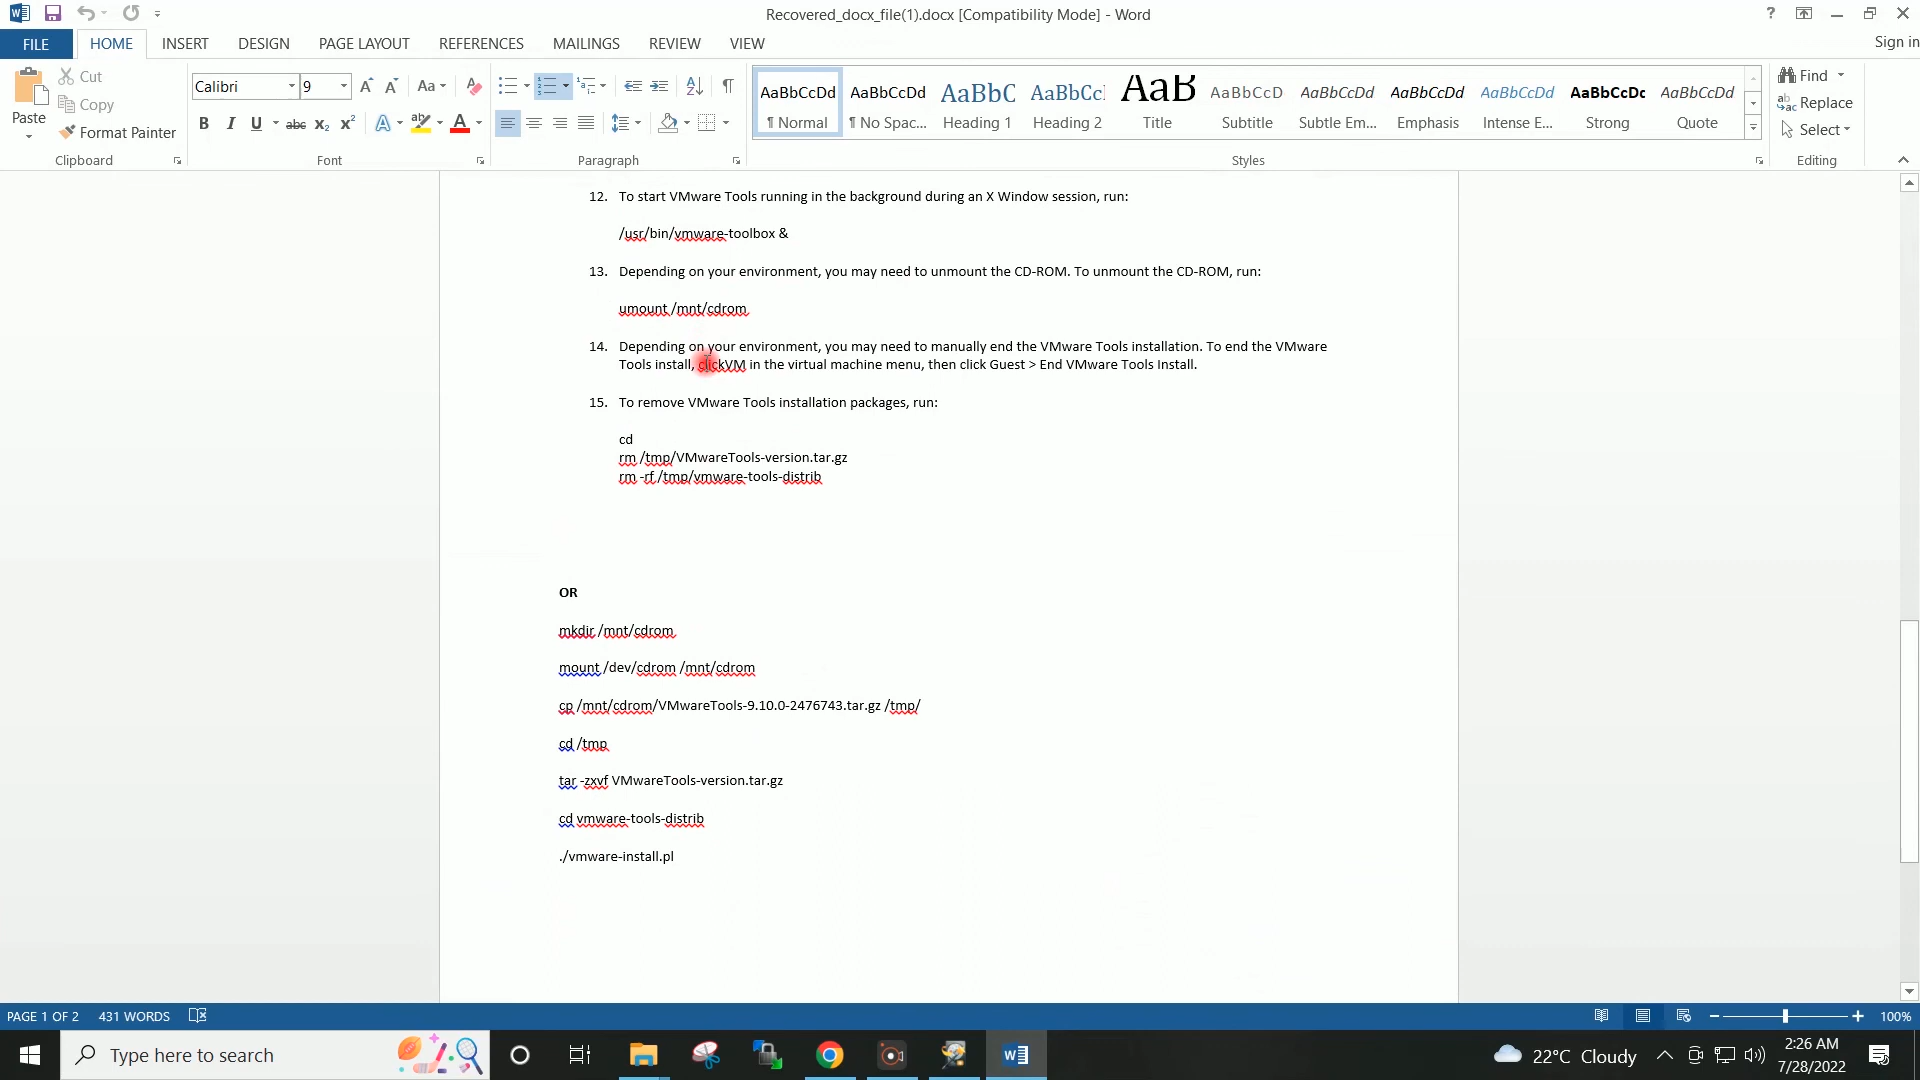 Recovered_docx_file(1).docx [Compatibility Mode] - Word
?
FILE HOME INSERT DESIGN PAGE LAYOUT REFERENCES MAILINGS REVIEW VIEW Sign in
Paste
Cut
Copy
Format Painter
Clipboard
Calibri 9
Font
Paragraph
AaBbCcDd AaBbCcDd AaBbC AaBbCc AaB AaBbCcD AaBbCcDd AaBbCcDd AaBbCcDd AaBbCcDc AaBbCcDd
¶ Normal ¶ No Spac... Heading 1 Heading 2 Title Subtitle Subtle Em... Emphasis Intense E... Strong Quote
Styles
Find
Replace
Select
Editing
12. To start VMware Tools running in the background during an X Window session, run:
/usr/bin/vmware-toolbox &
13. Depending on your environment, you may need to unmount the CD-ROM. To unmount the CD-ROM, run:
umount /mnt/cdrom
14. Depending on your environment, you may need to manually end the VMware Tools installation. To end the VMware
Tools install, clickVM in the virtual machine menu, then click Guest > End VMware Tools Install.
15. To remove VMware Tools installation packages, run:
cd
rm /tmp/VMwareTools-version.tar.gz
rm -rf /tmp/vmware-tools-distrib
OR
mkdir /mnt/cdrom
mount /dev/cdrom /mnt/cdrom
cp /mnt/cdrom/VMwareTools-9.10.0-2476743.tar.gz /tmp/
cd /tmp
tar -zxvf VMwareTools-version.tar.gz
cd vmware-tools-distrib
./vmware-install.pl
PAGE 1 OF 2 431 WORDS 100%
Type here to search
22°C Cloudy
2:26 AM
7/28/2022